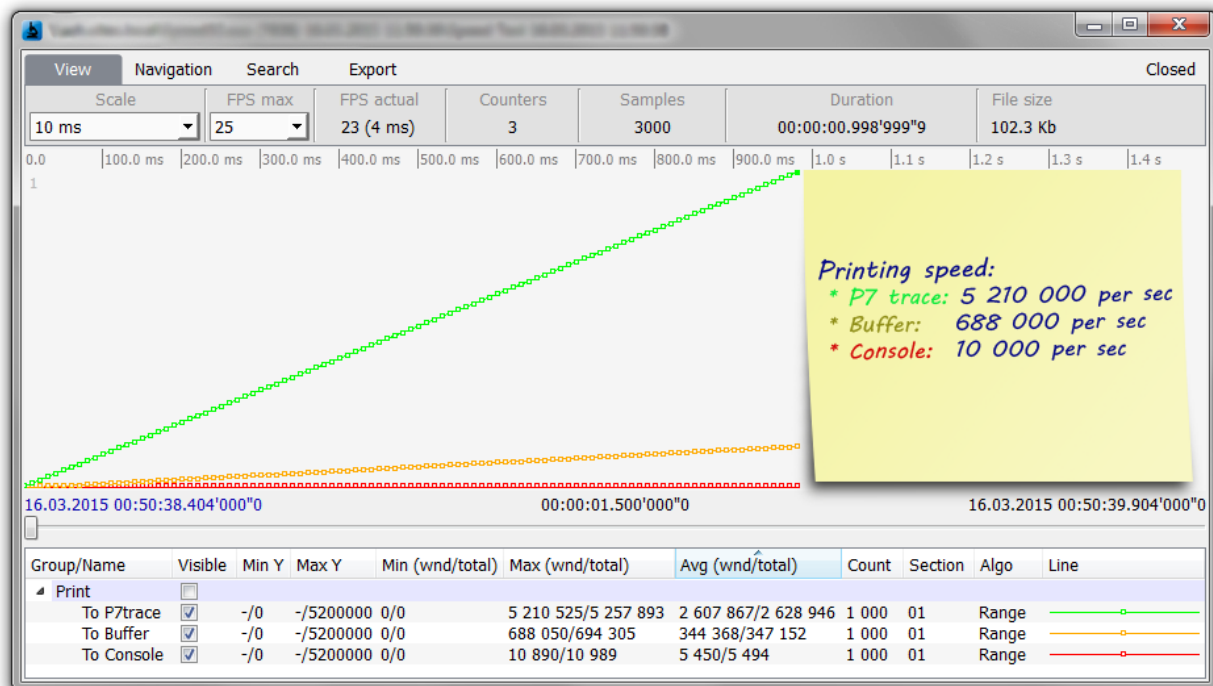 View Navigation Search Export Closed
Scale FPS max FPS actual Counters Samples Duration File size
10 ms 25 23 (4 ms) 3 3000 00:00:00.998'999"9 102.3 Kb
0.0 100.0 ms 200.0 ms 300.0 ms 400.0 ms 500.0 ms 600.0 ms 700.0 ms 800.0 ms 900.0 ms 1.0 s 1.1 s 1.2 s 1.3 s 1.4 s
1
Printing speed:
* P7 trace: 5 210 000 per sec
* Buffer: 688 000 per sec
* Console: 10 000 per sec
16.03.2015 00:50:38.404'000"0 00:00:01.500'000"0 16.03.2015 00:50:39.904'000"0
Group/Name Visible Min Y Max Y Min (wnd/total) Max (wnd/total) Avg (wnd/total) Count Section Algo Line
Print
To P7trace -/0 -/5200000 0/0 5 210 525/5 257 893 2 607 867/2 628 946 1 000 01 Range
To Buffer -/0 -/5200000 0/0 688 050/694 305 344 368/347 152 1 000 01 Range
To Console -/0 -/5200000 0/0 10 890/10 989 5 450/5 494 1 000 01 Range